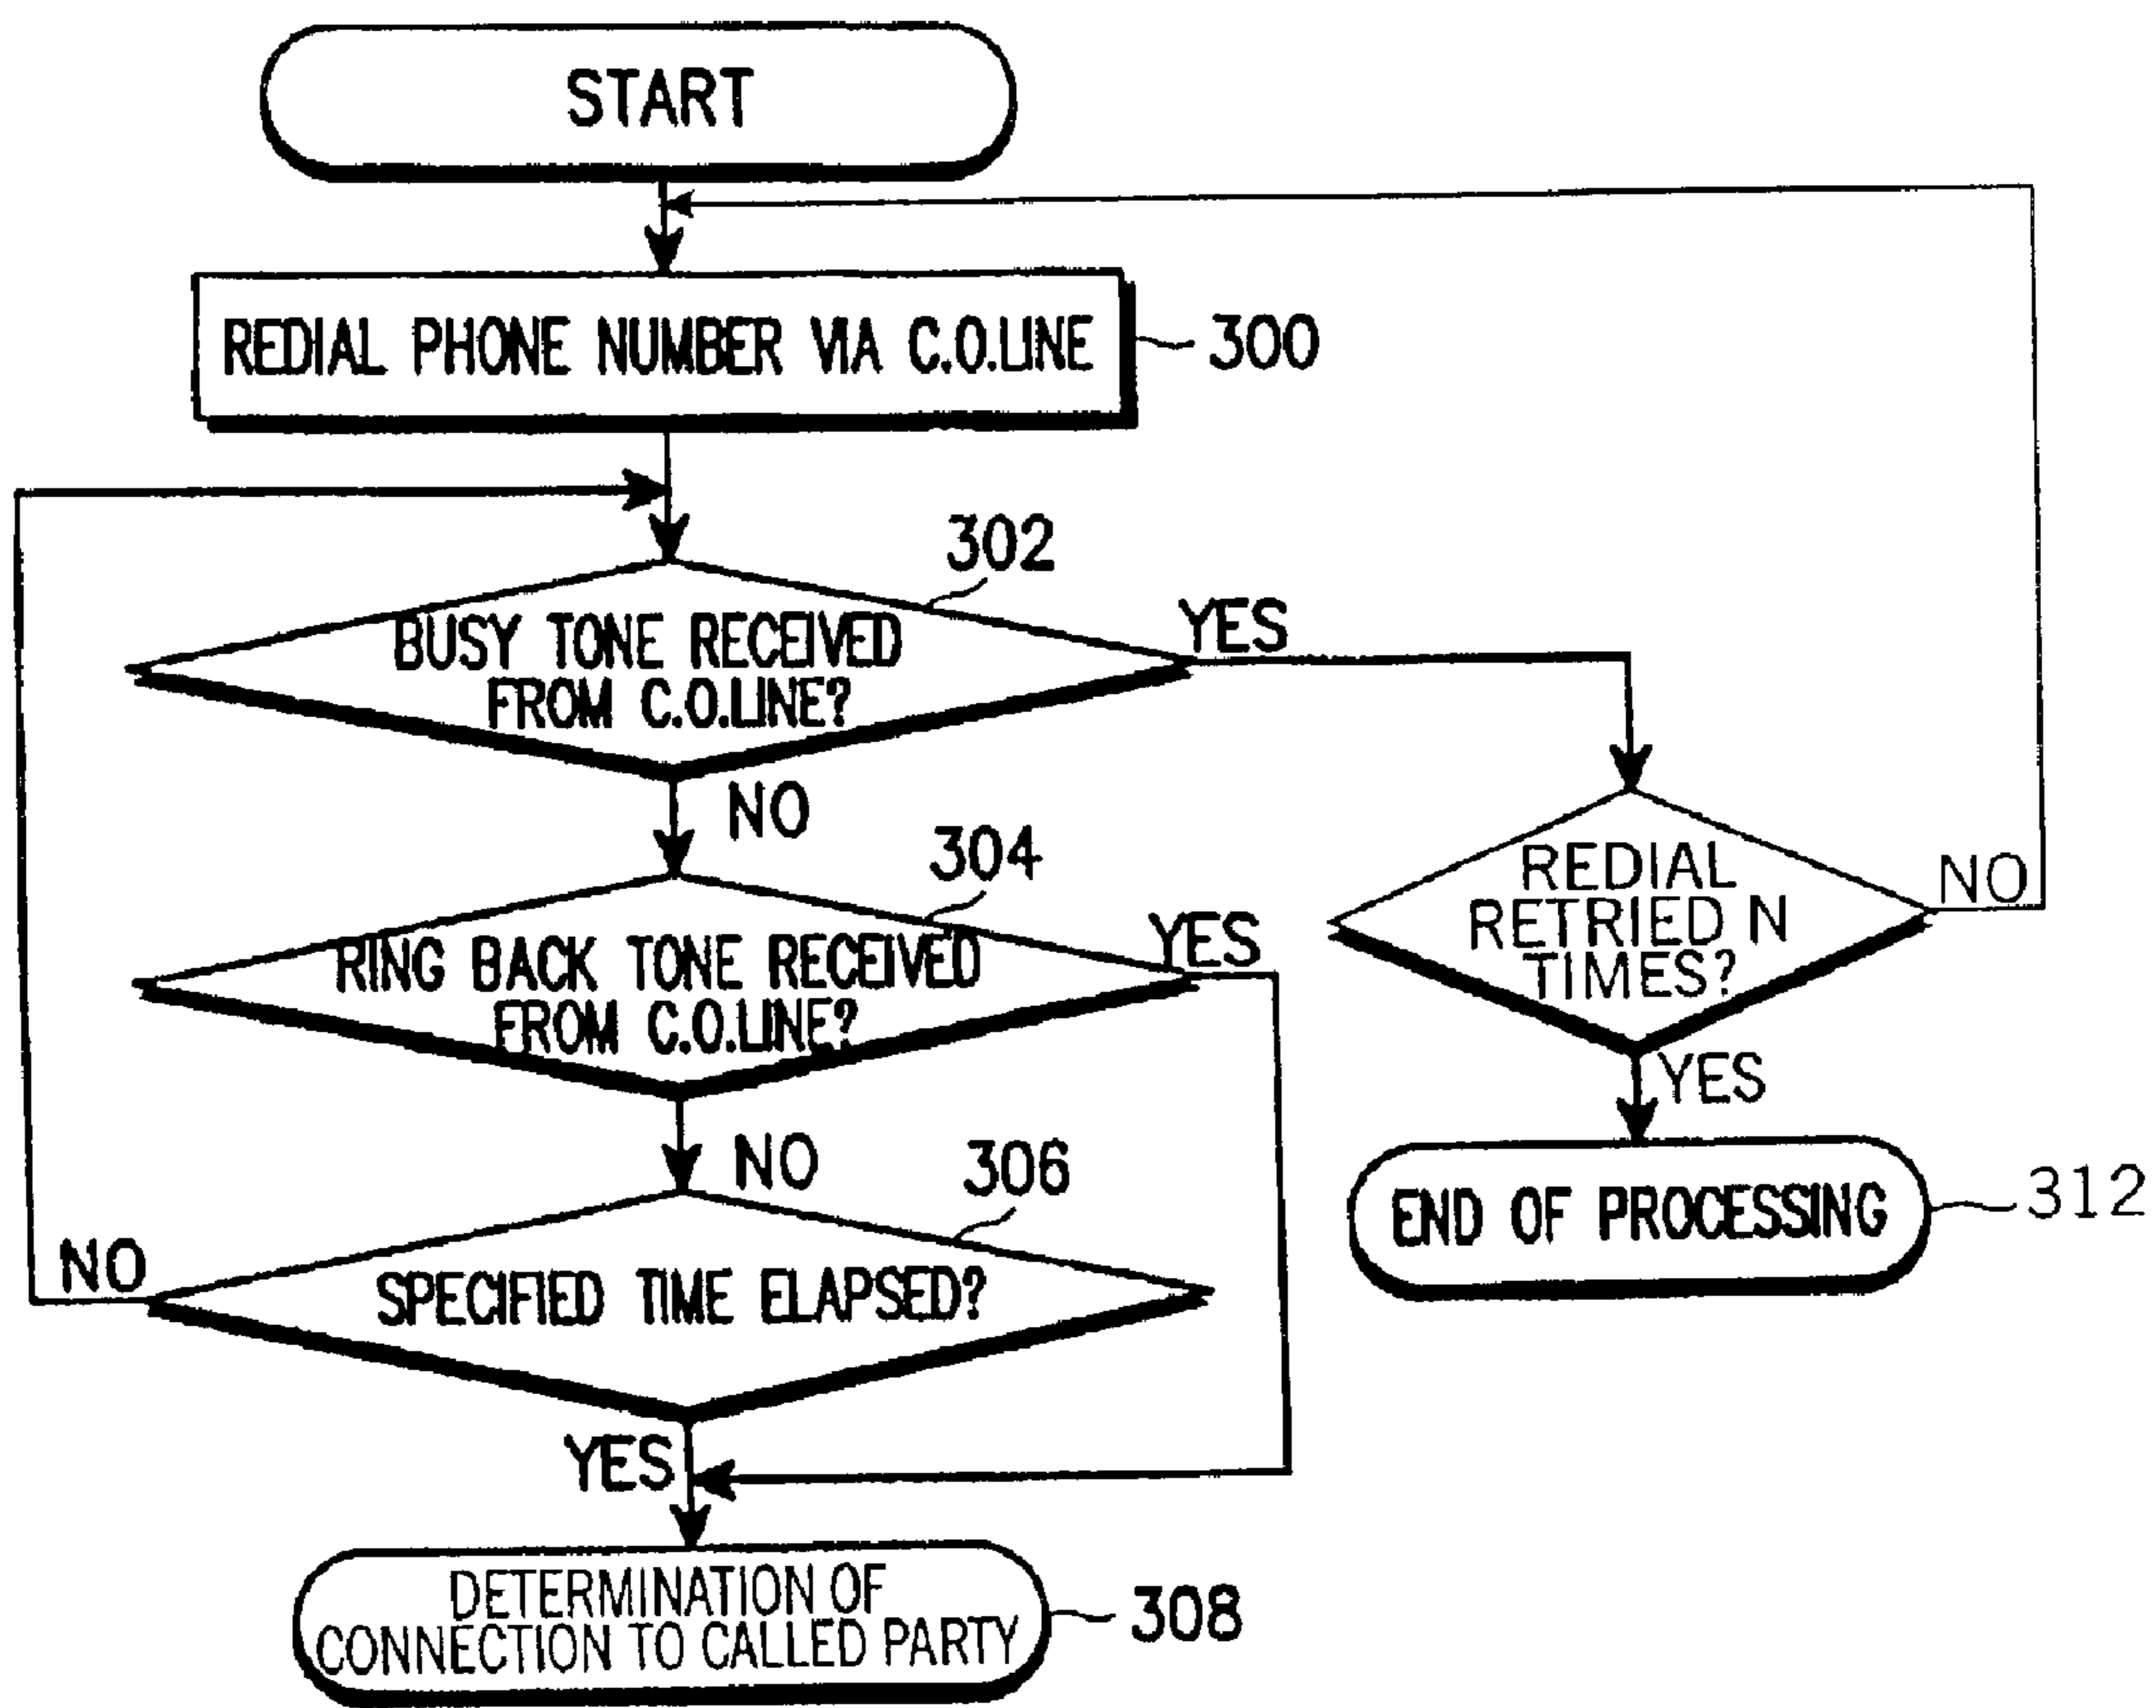 START
REDIAL PHONE NUMBER VIA C.O.LINE
300
302
BUSY TONE RECEIVED
FROM C.O.LINE?
YES
NO
304
RING BACK TONE RECEIVED
FROM C.O.LINE?
YES
NO
REDIAL
RETRIED N
TIMES?
NO
YES
306
SPECIFIED TIME ELAPSED?
NO
YES
END OF PROCESSING
312
DETERMINATION OF
CONNECTION TO CALLED PARTY
308